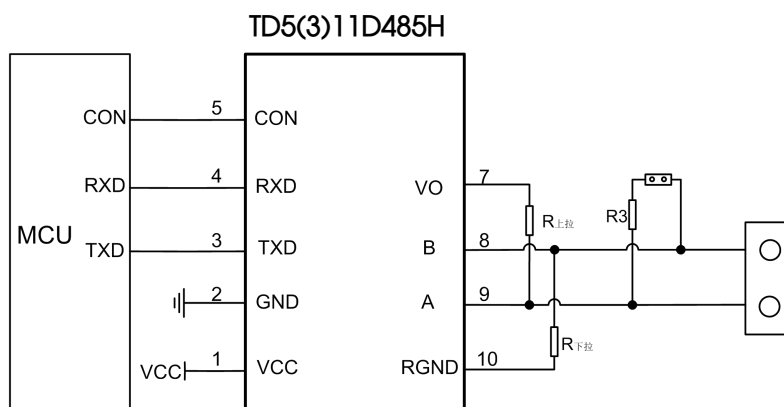 TD5(3)11D485H
CON 5 CON
RXD 4 RXD
VO 7
R上拉
R3
MCU
TXD 3 TXD
B 8
2 GND
A 9
R下拉
VCC 1 VCC
RGND 10